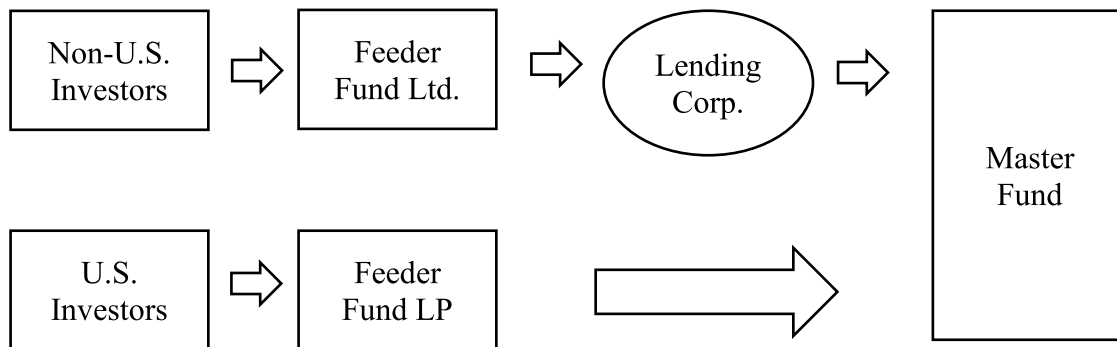 Non-U.S.
Investors
Feeder
Fund Ltd.
Lending
Corp.
Master
Fund
U.S.
Investors
Feeder
Fund LP